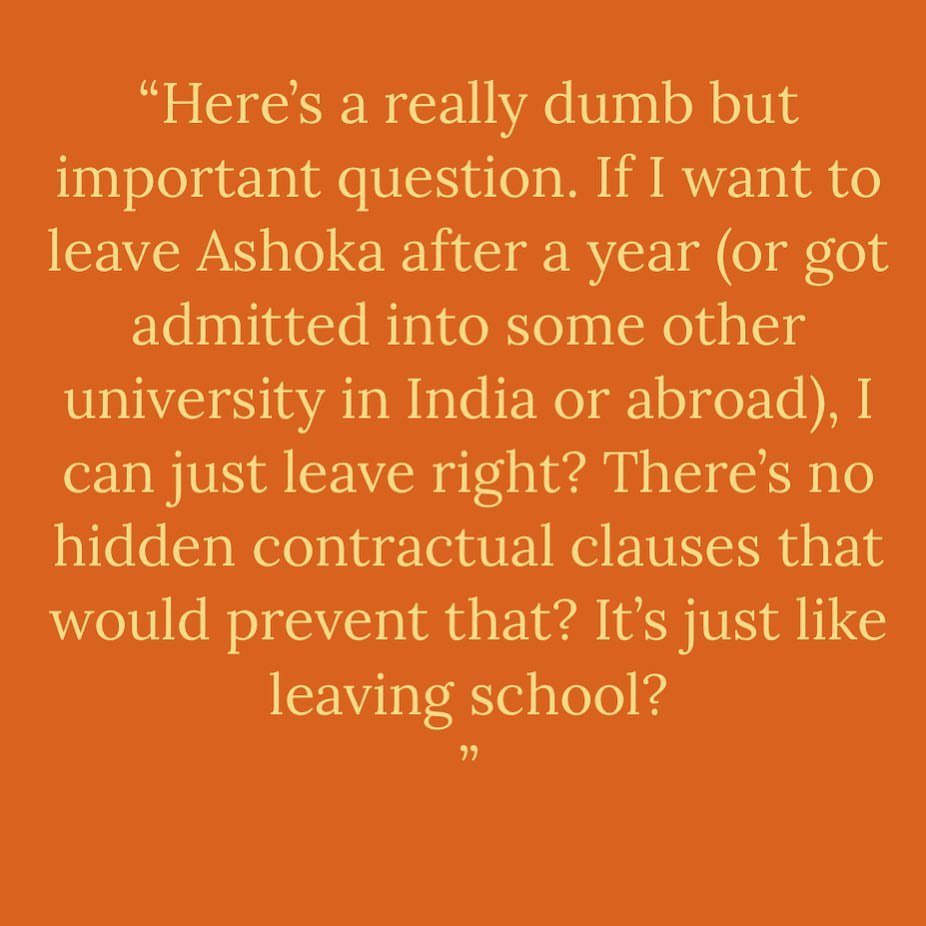 “Here’s a really dumb but
important question. If I want to
leave Ashoka after a year (or got
admitted into some other
university in India or abroad), I
can just leave right? There’s no
hidden contractual clauses that
would prevent that? It’s just like
leaving school?
”